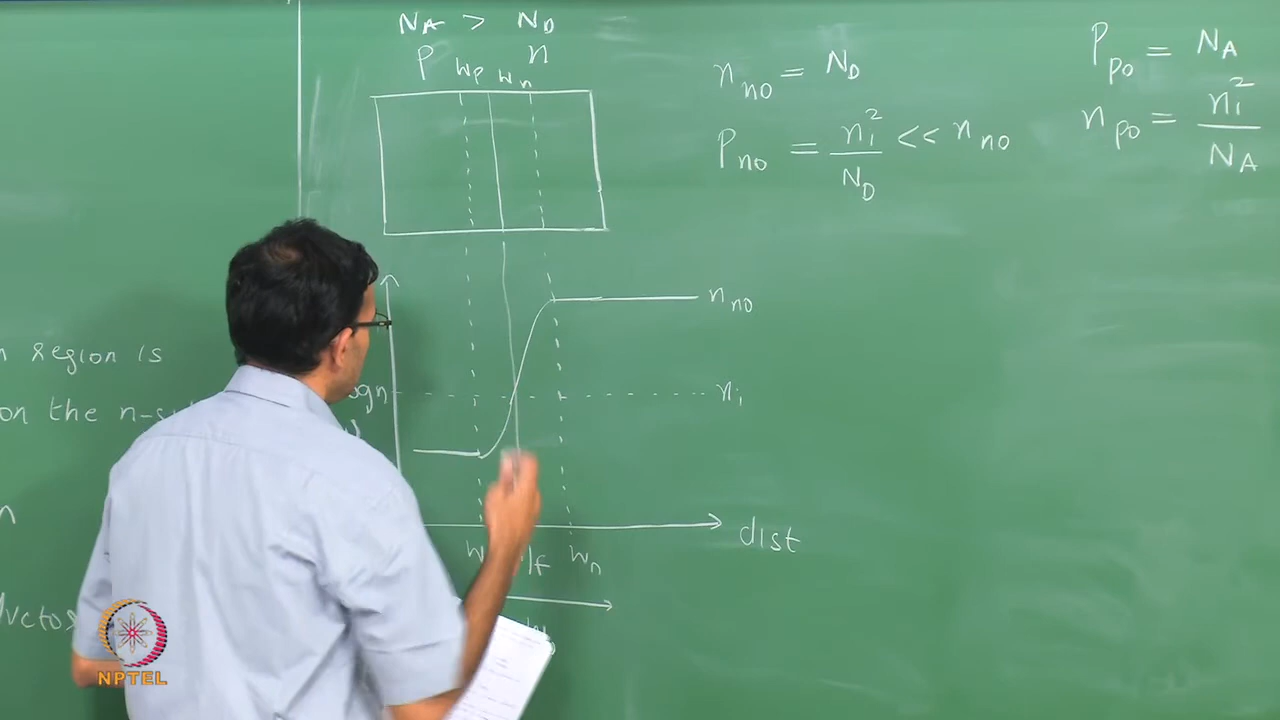 N_A > N_D
p n
W_p W_n
n_no = N_D
p_no = n_i^2 / N_D << n_no
P_po = N_A
n_po = n_i^2 / N_A
n_no
n region is
n_i
on the n-s
n
dist
W_n
NPTEL